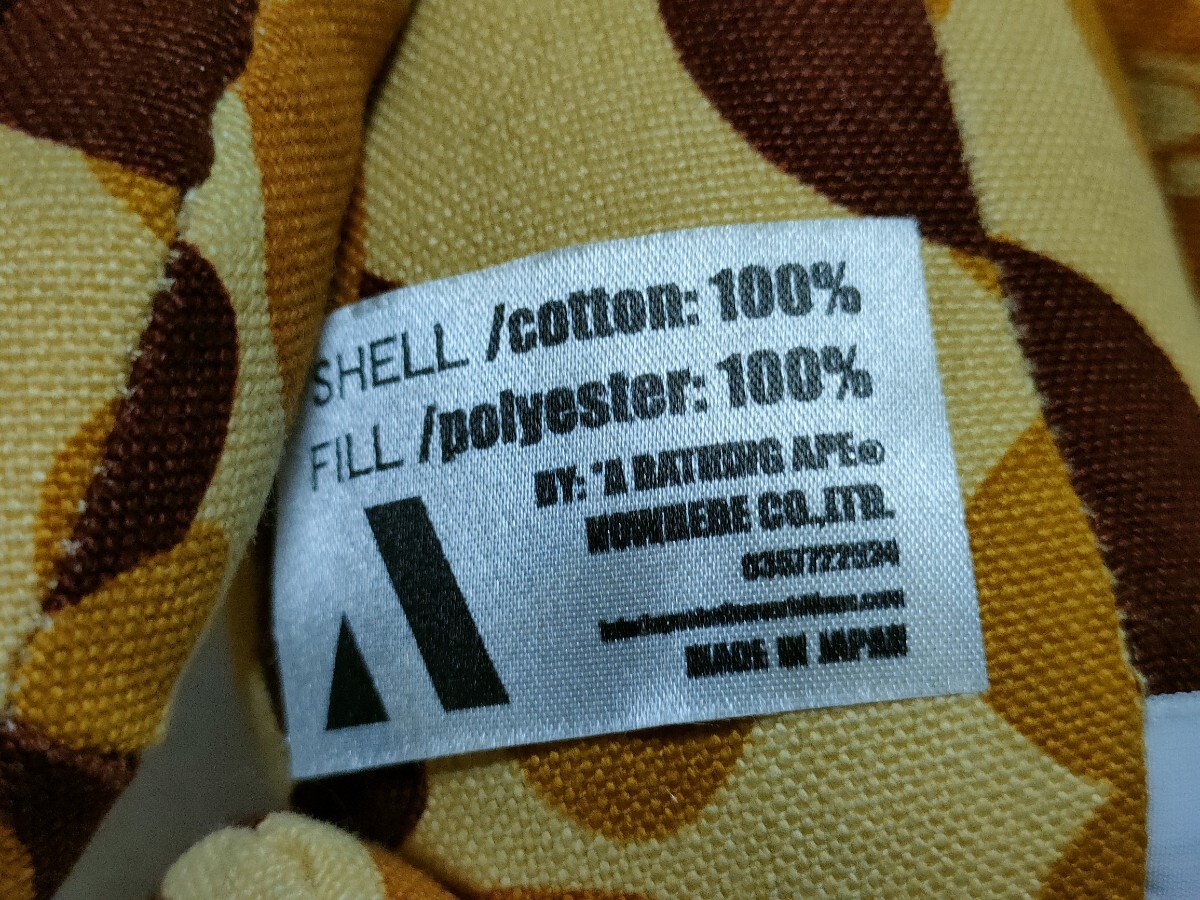 SHELL /cotton: 100%
FILL /polyester: 100%
BY: "A BATHING APE®
NOWHERE CO.,LTD.
MADE IN JAPAN